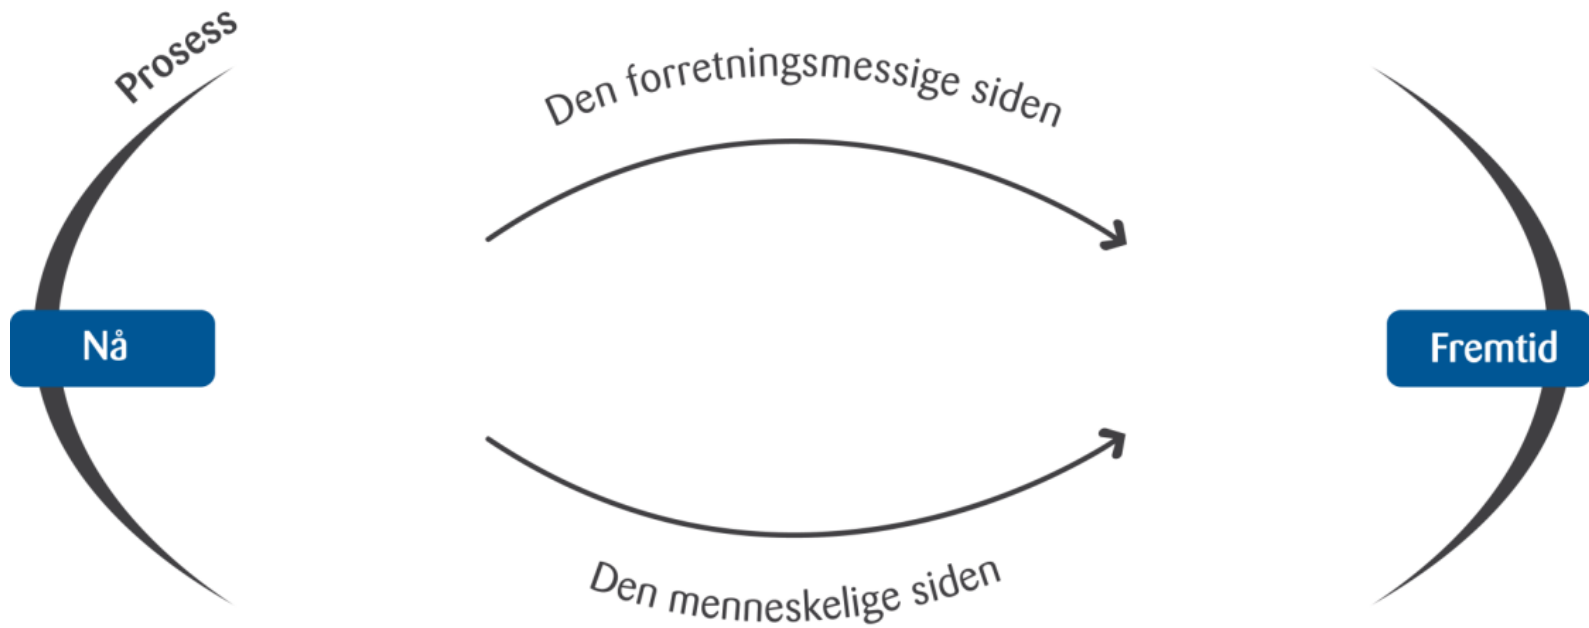 Prosess
Den forretningsmessige siden
Nå
Fremtid
Den menneskelige siden